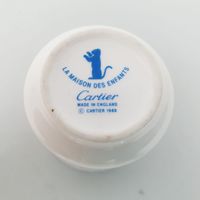 LA MAISON DES ENFANTS
Cartier
MADE IN ENGLAND
© CARTIER 1988